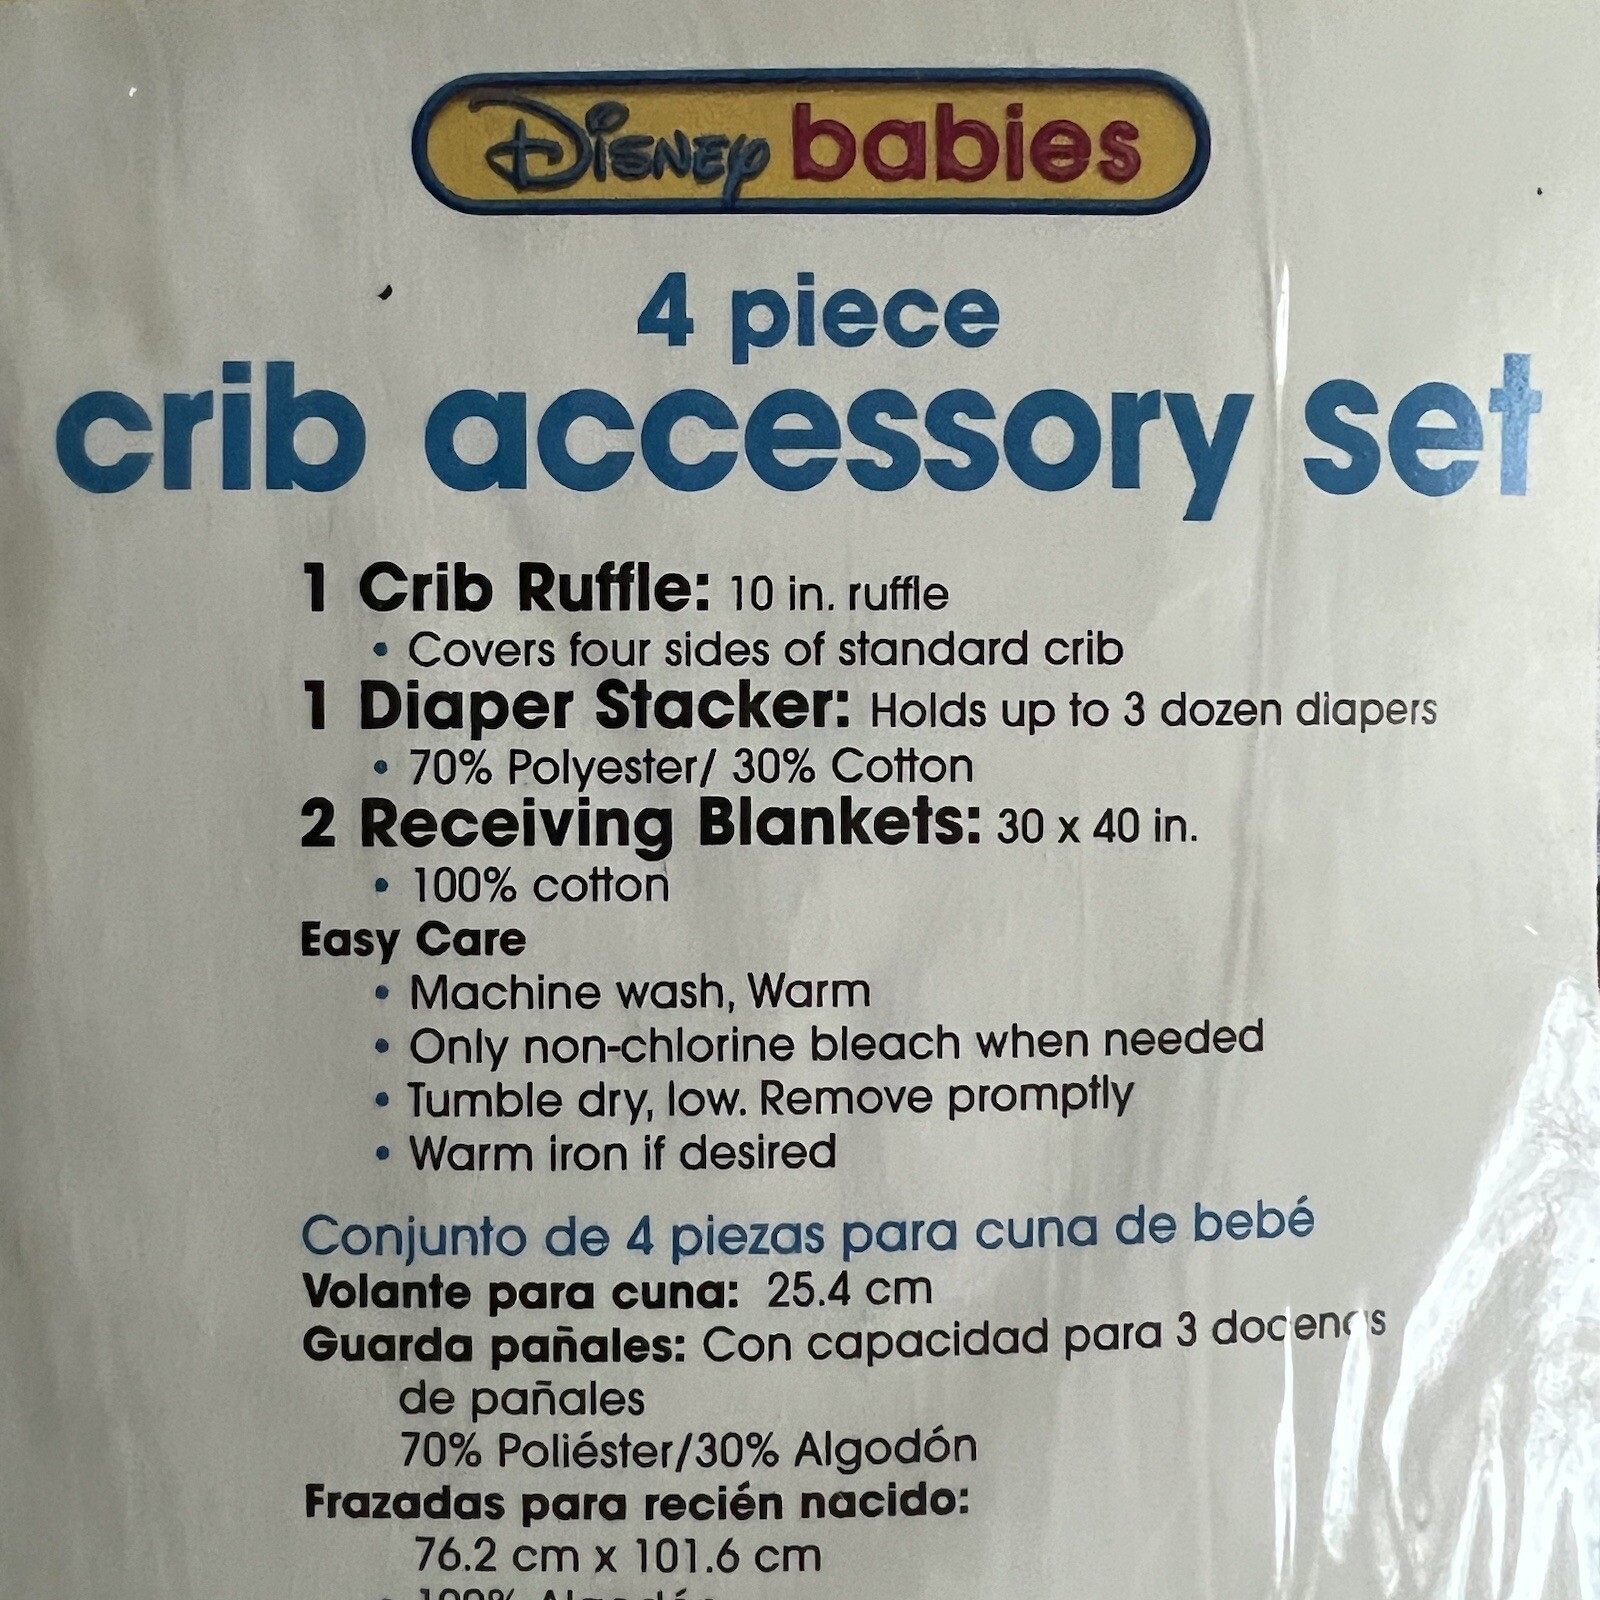 Disney babies
4 piece
crib accessory set
1 Crib Ruffle: 10 in. ruffle
• Covers four sides of standard crib
1 Diaper Stacker: Holds up to 3 dozen diapers
• 70% Polyester/ 30% Cotton
2 Receiving Blankets: 30 x 40 in.
• 100% cotton
Easy Care
• Machine wash, Warm
• Only non-chlorine bleach when needed
• Tumble dry, low. Remove promptly
• Warm iron if desired
Conjunto de 4 piezas para cuna de bebé
Volante para cuna: 25.4 cm
Guarda pañales: Con capacidad para 3 docenas
de pañales
70% Poliéster/30% Algodón
Frazadas para recién nacido:
76.2 cm x 101.6 cm
• 100% Algodón